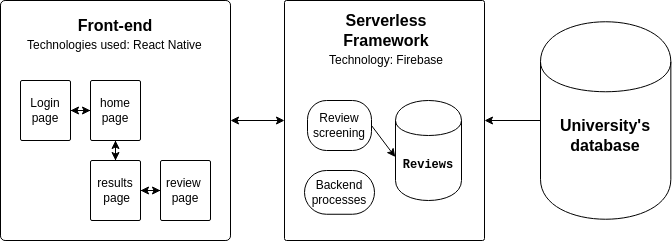 Front-end
Technologies used: React Native
Login
page
home
page
results
page
review
page
Serverless
Framework
Technology: Firebase
Review
screening
Reviews
Backend
processes
University's
database